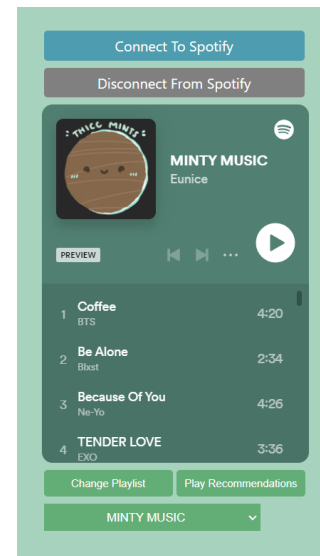 Connect To Spotify
Disconnect From Spotify
THICC MINTS
MINTY MUSIC
Eunice
PREVIEW
1 Coffee 4:20
BTS
2 Be Alone 2:34
Blxst
3 Because Of You 4:26
Ne-Yo
4 TENDER LOVE 3:36
EXO
Change Playlist Play Recommendations
MINTY MUSIC